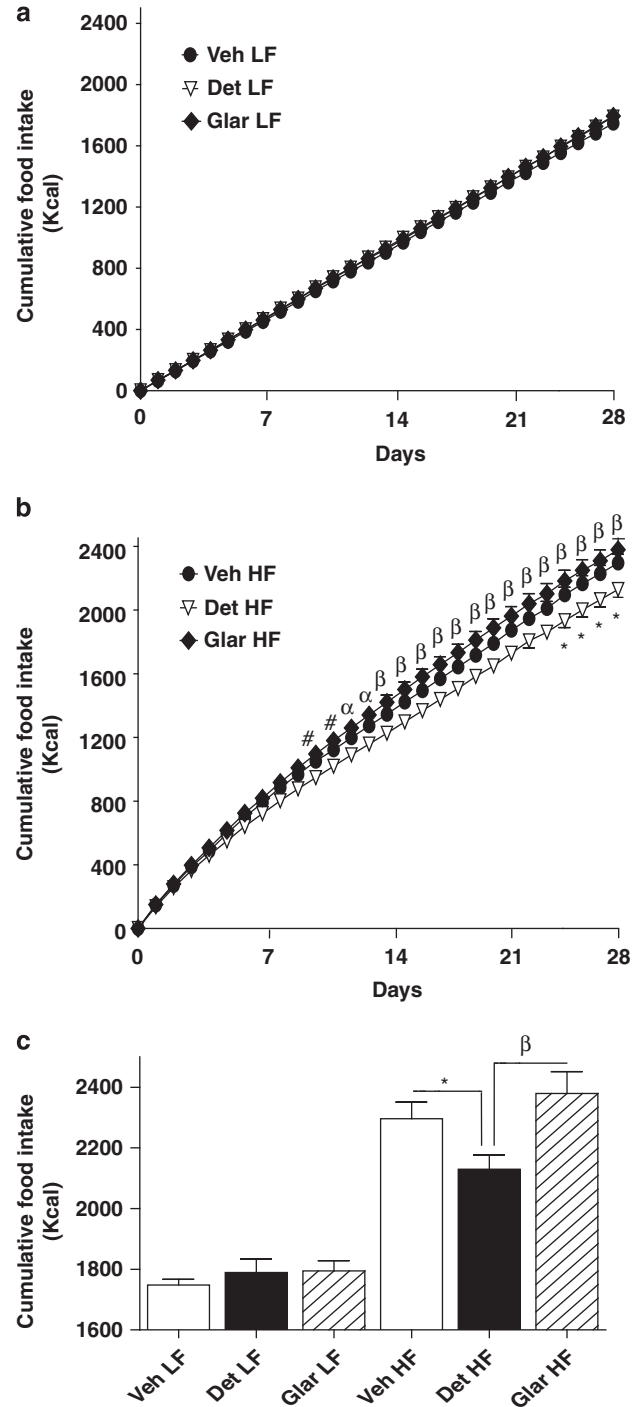 a
2400
2000
1600
1200
800
400
0
Cumulative food intake
(Kcal)
Veh LF
Det LF
Glar LF
0 7 14 21 28
Days
b
2400
2000
1600
1200
800
400
0
Cumulative food intake
(Kcal)
Veh HF
Det HF
Glar HF
# # α α β β β β β β β β β β β β β β β
* * * *
0 7 14 21 28
Days
c
2400
2200
2000
1800
1600
Cumulative food intake
(Kcal)
* β
Veh LF Det LF Glar LF Veh HF Det HF Glar HF